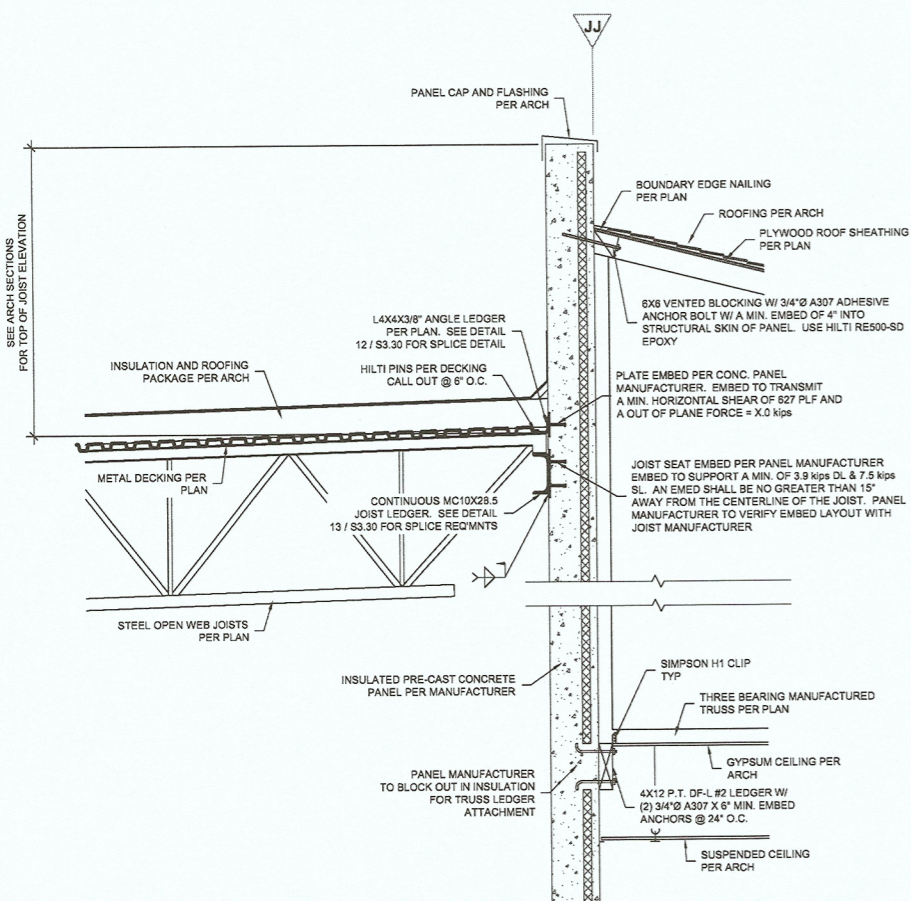 JJ
PANEL CAP AND FLASHING
PER ARCH
SEE ARCH SECTIONS
FOR TOP OF JOIST ELEVATION
BOUNDARY EDGE NAILING
PER PLAN
ROOFING PER ARCH
PLYWOOD ROOF SHEATHING
PER PLAN
6X6 VENTED BLOCKING W/ 3/4"Ø A307 ADHESIVE
ANCHOR BOLT W/ A MIN. EMBED OF 4" INTO
STRUCTURAL SKIN OF PANEL. USE HILTI RE500-SD
EPOXY
L4X4X3/8" ANGLE LEDGER
PER PLAN. SEE DETAIL
12 / S3.30 FOR SPLICE DETAIL
HILTI PINS PER DECKING
CALL OUT @ 6" O.C.
INSULATION AND ROOFING
PACKAGE PER ARCH
PLATE EMBED PER CONC. PANEL
MANUFACTURER. EMBED TO TRANSMIT
A MIN. HORIZONTAL SHEAR OF 627 PLF AND
A OUT OF PLANE FORCE = X.0 kips
METAL DECKING PER
PLAN
JOIST SEAT EMBED PER PANEL MANUFACTURER
EMBED TO SUPPORT A MIN. OF 3.9 kips DL & 7.5 kips
SL. AN EMED SHALL BE NO GREATER THAN 15"
AWAY FROM THE CENTERLINE OF THE JOIST. PANEL
MANUFACTURER TO VERIFY EMBED LAYOUT WITH
JOIST MANUFACTURER
CONTINUOUS MC10X28.5
JOIST LEDGER. SEE DETAIL
13 / S3.30 FOR SPLICE REQ'MNTS
STEEL OPEN WEB JOISTS
PER PLAN
INSULATED PRE-CAST CONCRETE
PANEL PER MANUFACTURER
SIMPSON H1 CLIP
TYP
THREE BEARING MANUFACTURED
TRUSS PER PLAN
GYPSUM CEILING PER
ARCH
PANEL MANUFACTURER
TO BLOCK OUT IN INSULATION
FOR TRUSS LEDGER
ATTACHMENT
4X12 P.T. DF-L #2 LEDGER W/
(2) 3/4"Ø A307 X 6" MIN. EMBED
ANCHORS @ 24" O.C.
SUSPENDED CEILING
PER ARCH